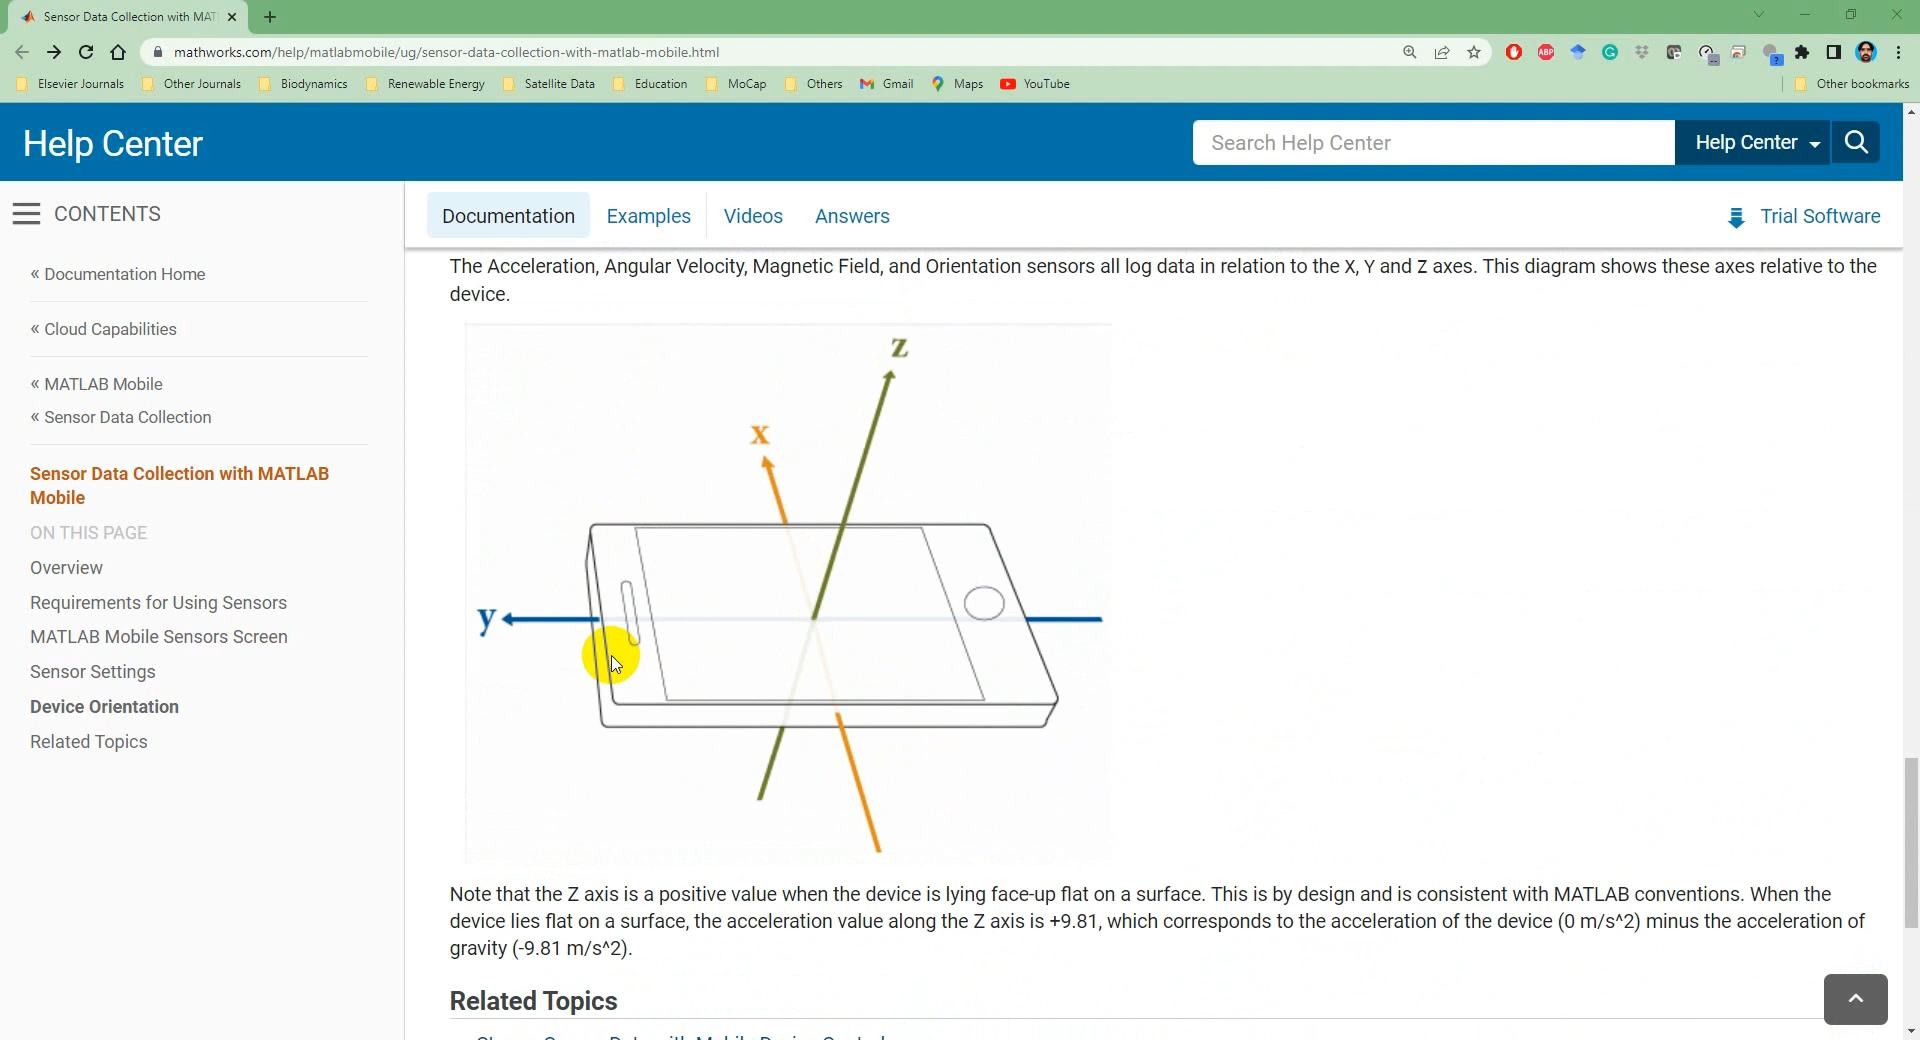 Sensor Data Collection with MAT
mathworks.com/help/matlabmobile/ug/sensor-data-collection-with-matlab-mobile.html
ABP
?
Elsevier Journals Other Journals Biodynamics Renewable Energy Satellite Data Education MoCap Others Gmail Maps YouTube Other bookmarks
Help Center
Search Help Center
Help Center
CONTENTS
« Documentation Home
« Cloud Capabilities
« MATLAB Mobile
« Sensor Data Collection
Sensor Data Collection with MATLAB
Mobile
ON THIS PAGE
Overview
Requirements for Using Sensors
MATLAB Mobile Sensors Screen
Sensor Settings
Device Orientation
Related Topics
Documentation Examples Videos Answers Trial Software
The Acceleration, Angular Velocity, Magnetic Field, and Orientation sensors all log data in relation to the X, Y and Z axes. This diagram shows these axes relative to the
device.
z
x
y
Note that the Z axis is a positive value when the device is lying face-up flat on a surface. This is by design and is consistent with MATLAB conventions. When the
device lies flat on a surface, the acceleration value along the Z axis is +9.81, which corresponds to the acceleration of the device (0 m/s^2) minus the acceleration of
gravity (-9.81 m/s^2).
Related Topics